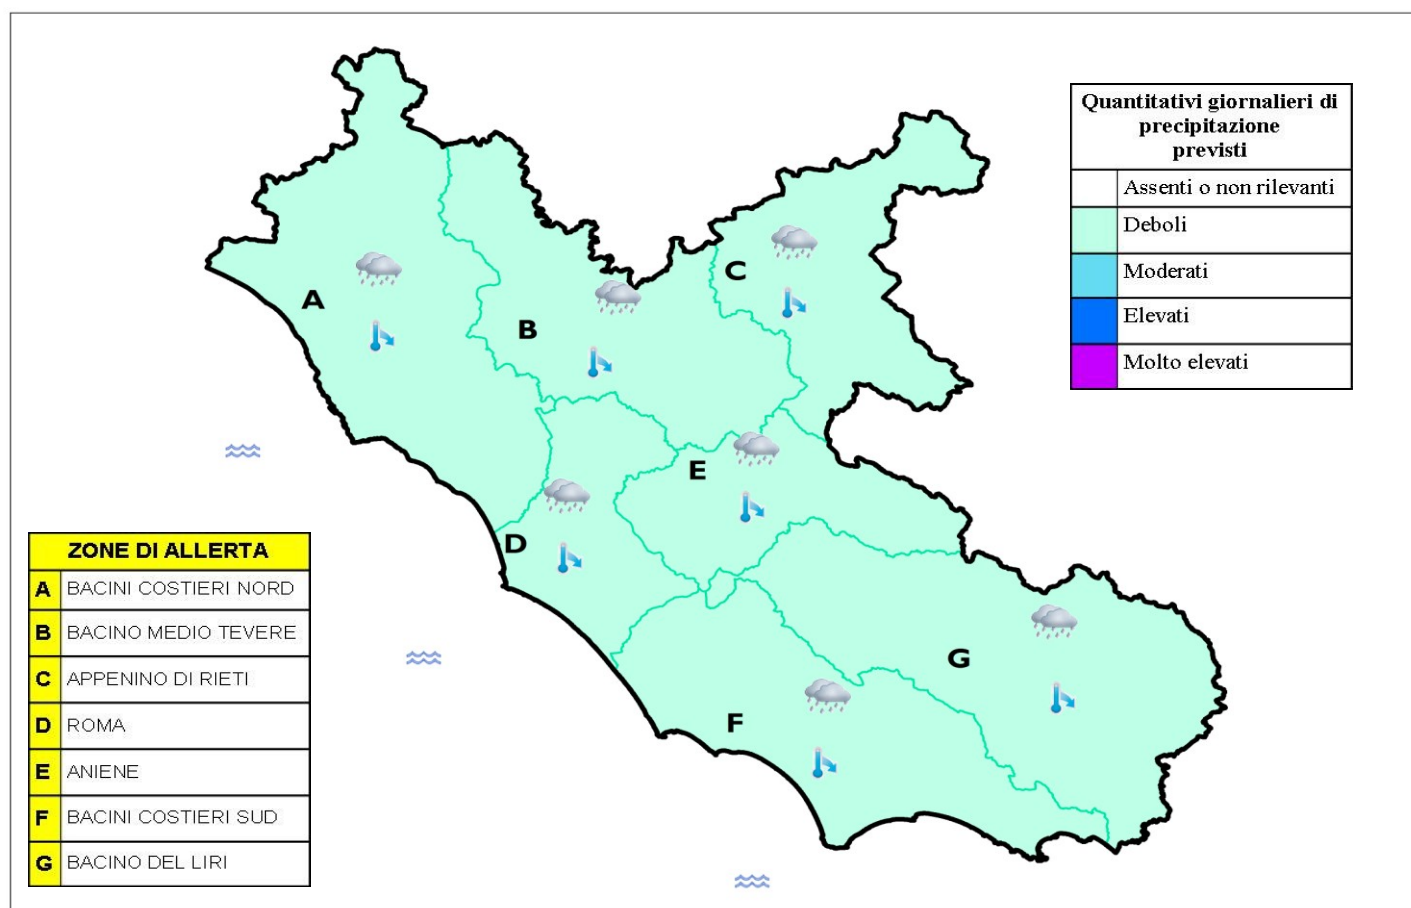 Quantitativi giornalieri di
precipitazione
previsti
Assenti o non rilevanti
Deboli
Moderati
Elevati
Molto elevati
C
A
B
E
D
G
F
ZONE DI ALLERTA
A BACINI COSTIERI NORD
B BACINO MEDIO TEVERE
C APPENINO DI RIETI
D ROMA
E ANIENE
F BACINI COSTIERI SUD
G BACINO DEL LIRI